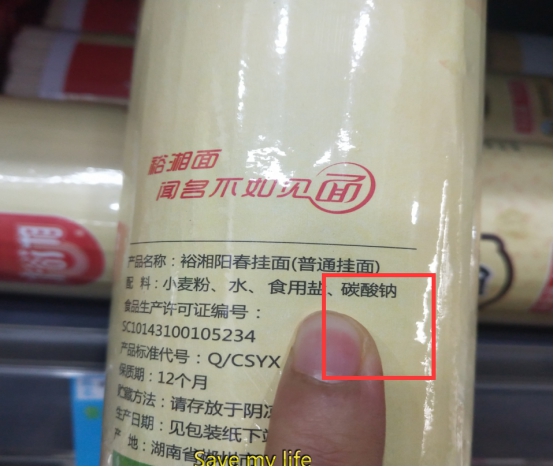 裕湘面
闻名不如见面
产品名称：裕湘阳春挂面(普通挂面)
配 料：小麦粉、水、食用盐、碳酸钠
食品生产许可证编号：
SC10143100105234
产品标准代号：Q/CSYX
保质期：12个月
贮藏方法：请存放于阴凉
生产日期：见包装纸下端
产 地：湖南省
Save my life